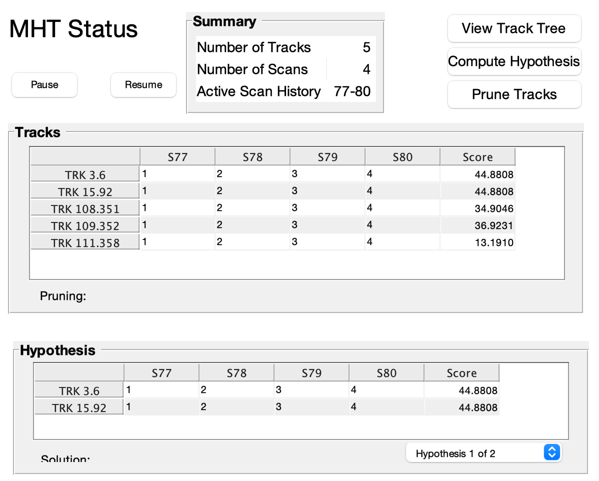 MHT Status
Pause Resume
Summary
Number of Tracks 5
Number of Scans 4
Active Scan History 77-80
View Track Tree
Compute Hypothesis
Prune Tracks
Tracks
S77 S78 S79 S80 Score
TRK 3.6 1 2 3 4 44.8808
TRK 15.92 1 2 3 4 44.8808
TRK 108.351 1 2 3 4 34.9046
TRK 109.352 1 2 3 4 36.9231
TRK 111.358 1 2 3 4 13.1910
Pruning:
Hypothesis
S77 S78 S79 S80 Score
TRK 3.6 1 2 3 4 44.8808
TRK 15.92 1 2 3 4 44.8808
Solution:
Hypothesis 1 of 2